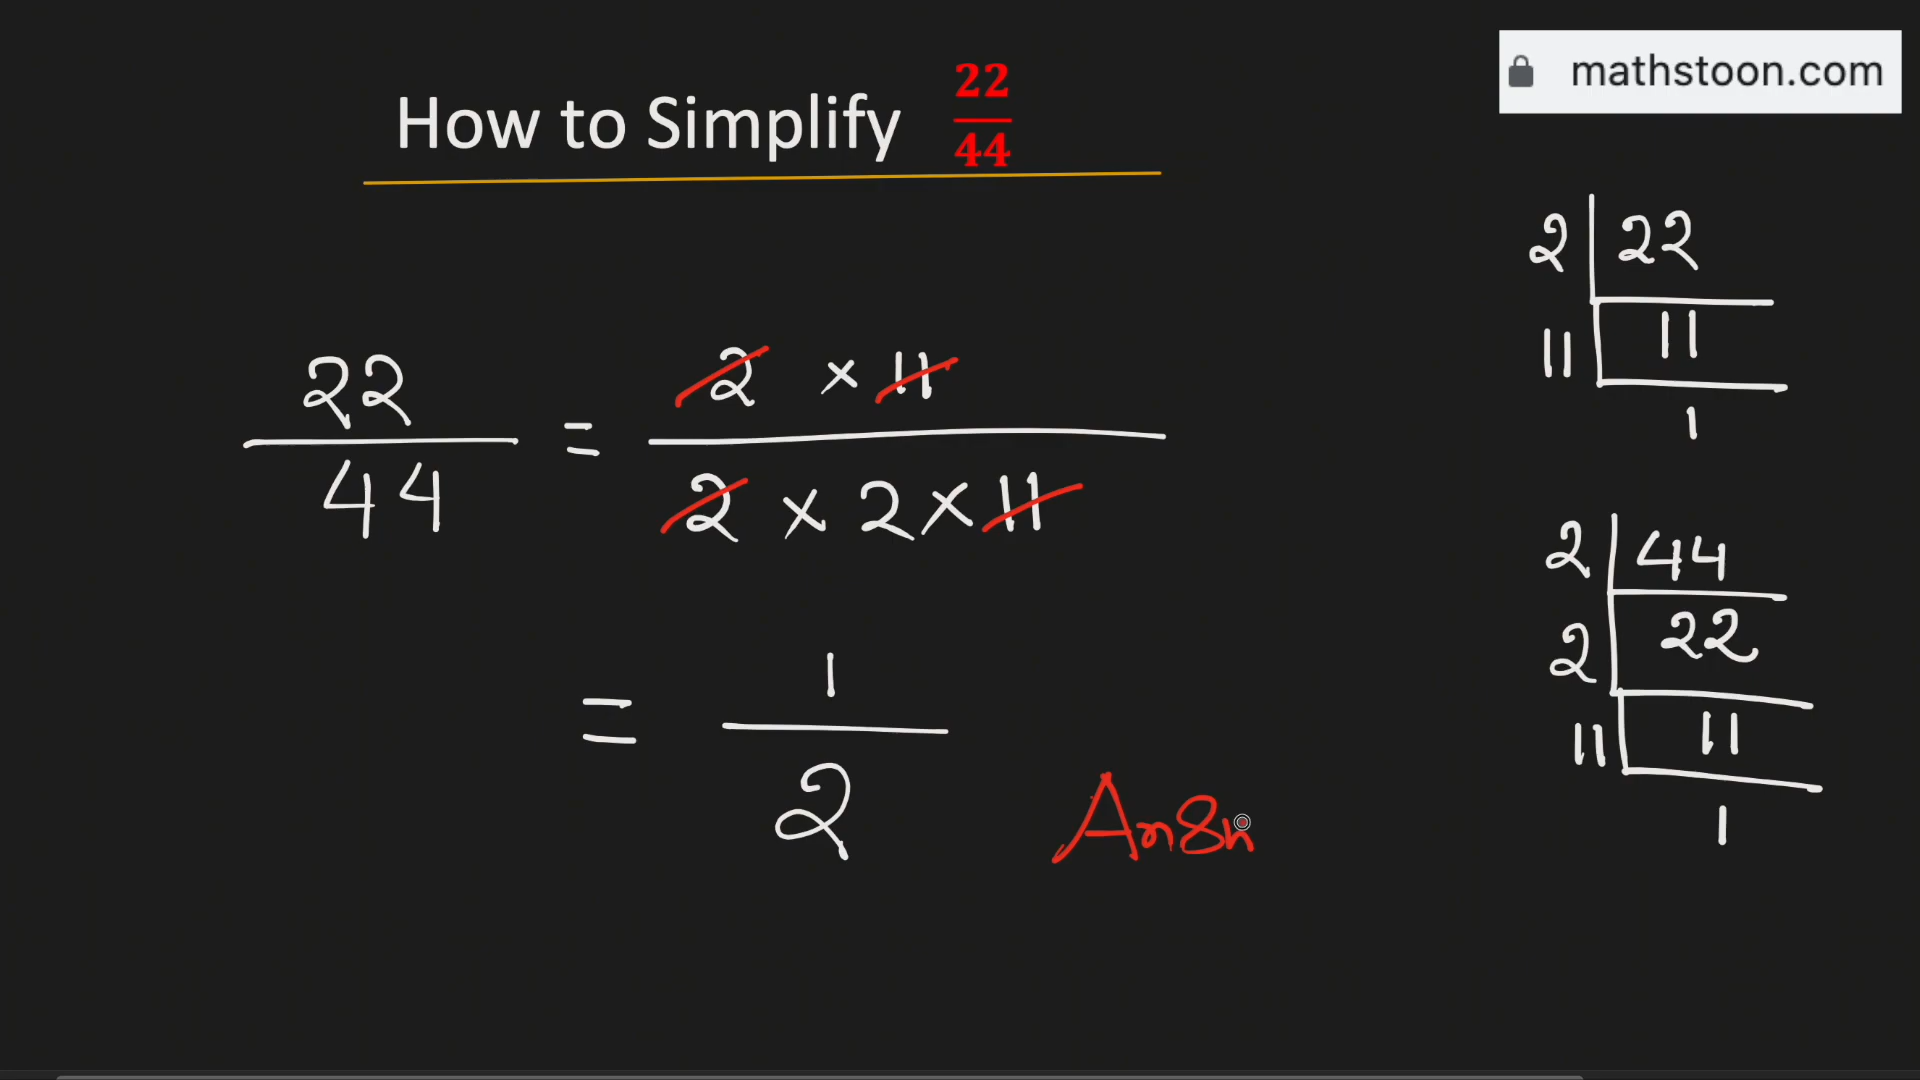 How to Simplify 22/44
mathstoon.com
22/44 = 2 × 11 / 2 × 2 × 11
= 1/2
2 | 22
11 | 11
1
2 | 44
2 | 22
11 | 11
1